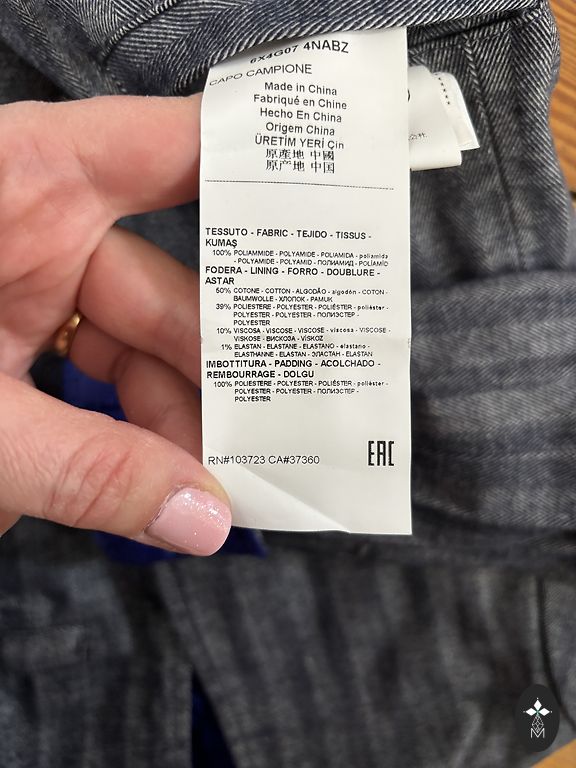 6X4G07 4NABZ
CAPO CAMPIONE
Made in China
Fabriqué en Chine
Hecho En China
Origem China
ÜRETİM YERİ Çin
原產地 中國
原产地 中国
TESSUTO - FABRIC - TEJIDO - TISSUS -
KUMAŞ
100% POLIAMMIDE - POLYAMIDE - POLIAMIDA - poliamida
- POLYAMIDE - POLYAMID - ПОЛИАМИД - POLİAMİD
FODERA - LINING - FORRO - DOUBLURE -
ASTAR
50% COTONE - COTTON - ALGODÃO - algodón - COTON -
BAUMWOLLE - ХЛОПОК - PAMUK
39% POLIESTERE - POLYESTER - POLIÉSTER - poliéster -
POLYESTER - POLYESTER - ПОЛИЭСТЕР -
POLYESTER
10% VISCOSA - VISCOSE - VISCOSE - viscosa - VISCOSE -
VISKOSE - ВИСКОЗА - VİSKOZ
1% ELASTAN - ELASTANE - ELASTANO - elastano -
ELASTHANNE - ELASTAN - ЭЛАСТАН - ELASTAN
IMBOTTITURA - PADDING - ACOLCHADO -
REMBOURRAGE - DOLGU
100% POLIESTERE - POLYESTER - POLIÉSTER - poliéster -
POLYESTER - POLYESTER - ПОЛИЭСТЕР -
POLYESTER
RN#103723 CA#37360
EAC